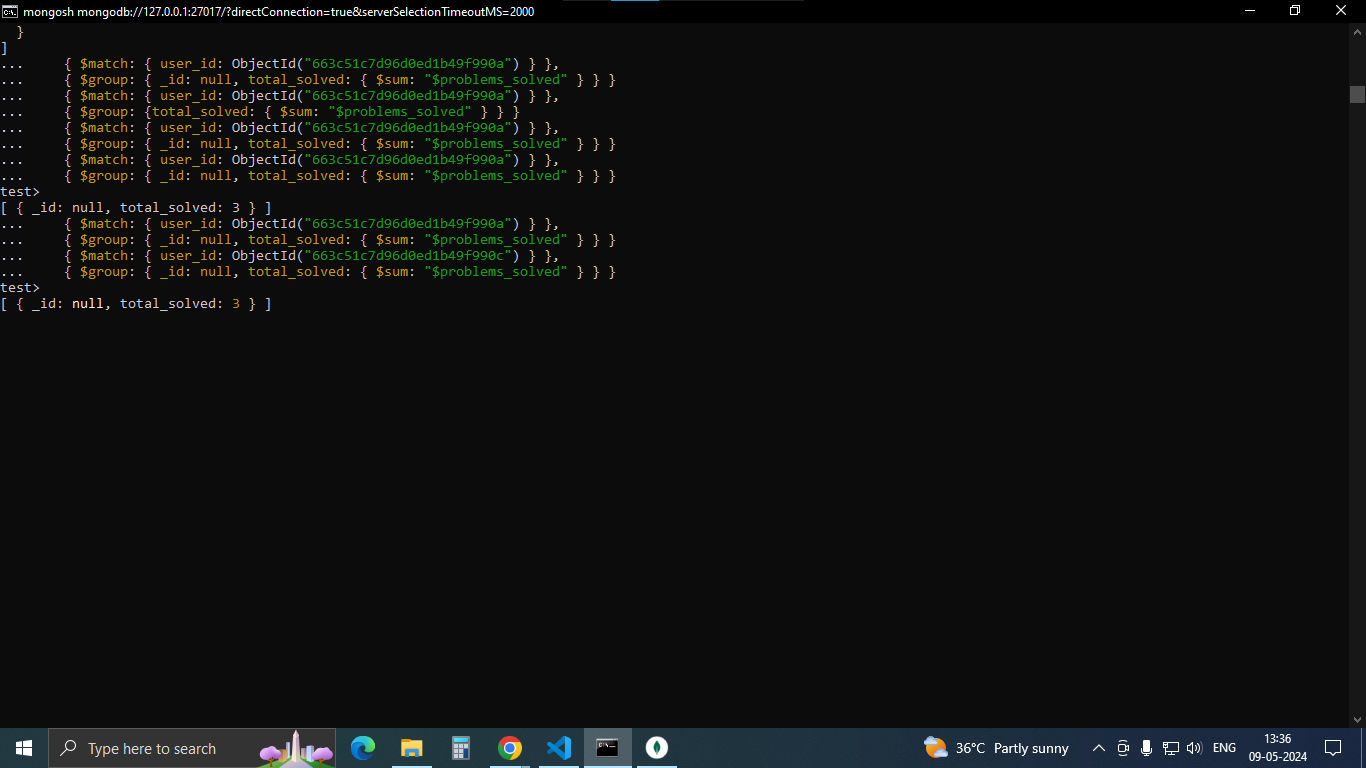 mongosh mongodb://127.0.0.1:27017/?directConnection=true&serverSelectionTimeoutMS=2000
}
]
... { $match: { user_id: ObjectId("663c51c7d96d0ed1b49f990a") } },
... { $group: { _id: null, total_solved: { $sum: "$problems_solved" } } }
... { $match: { user_id: ObjectId("663c51c7d96d0ed1b49f990a") } },
... { $group: {total_solved: { $sum: "$problems_solved" } } }
... { $match: { user_id: ObjectId("663c51c7d96d0ed1b49f990a") } },
... { $group: { _id: null, total_solved: { $sum: "$problems_solved" } } }
... { $match: { user_id: ObjectId("663c51c7d96d0ed1b49f990a") } },
... { $group: { _id: null, total_solved: { $sum: "$problems_solved" } } }
test>
[ { _id: null, total_solved: 3 } ]
... { $match: { user_id: ObjectId("663c51c7d96d0ed1b49f990a") } },
... { $group: { _id: null, total_solved: { $sum: "$problems_solved" } } }
... { $match: { user_id: ObjectId("663c51c7d96d0ed1b49f990c") } },
... { $group: { _id: null, total_solved: { $sum: "$problems_solved" } } }
test>
[ { _id: null, total_solved: 3 } ]
Type here to search
36°C Partly sunny
ENG
13:36
09-05-2024